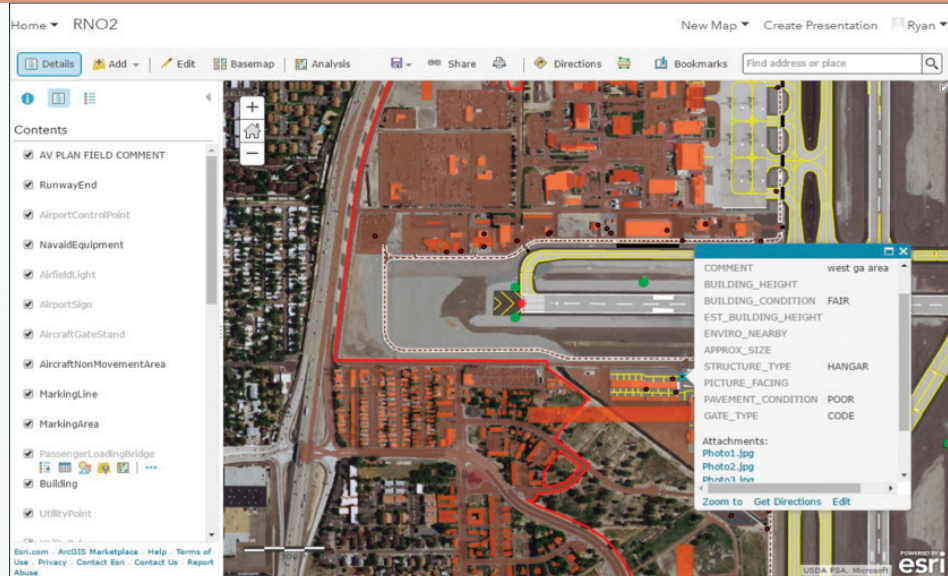 Home RNO2 New Map Create Presentation Ryan
Details Add Edit Basemap Analysis Share Directions Bookmarks Find address or place
Contents
AV PLAN FIELD COMMENT
RunwayEnd
AirportControlPoint
NavaidEquipment
AirfieldLight
AirportSign
AircraftGateStand
AircraftNonMovementArea
MarkingLine
MarkingArea
PassengerLoadingBridge
Building
UtilityPoint
Esri.com . ArcGIS Marketplace . Help . Terms of
Use . Privacy . Contact Esri . Contact Us . Report
Abuse
COMMENT west ga area
BUILDING_HEIGHT
BUILDING_CONDITION FAIR
EST_BUILDING_HEIGHT
ENVIRO_NEARBY
APPROX_SIZE
STRUCTURE_TYPE HANGAR
PICTURE_FACING
PAVEMENT_CONDITION POOR
GATE_TYPE CODE
Attachments:
Photo1.jpg
Photo2.jpg
Photo3.jpg
Zoom to Get Directions Edit
USDA FSA, Microsoft
POWERED BY
esri